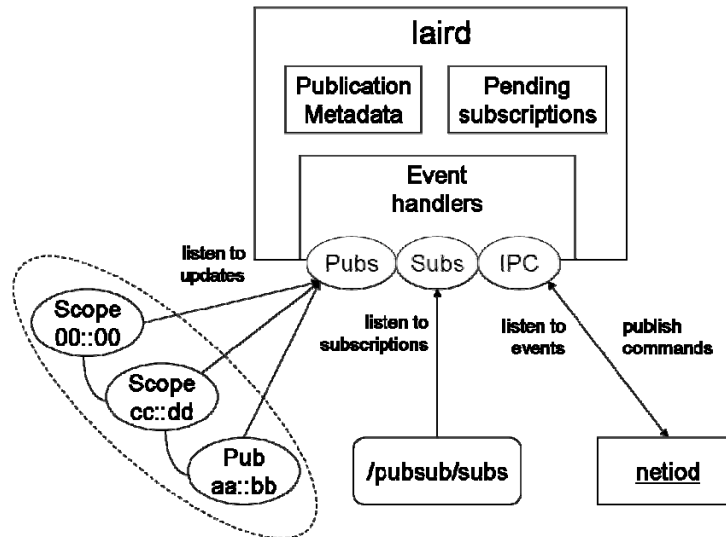 laird
Publication
Metadata
Pending
subscriptions
Event
handlers
listen to
updates
Pubs
Subs
IPC
Scope
00::00
listen to
subscriptions
listen to
events
publish
commands
Scope
cc::dd
Pub
aa::bb
/pubsub/subs
netiod